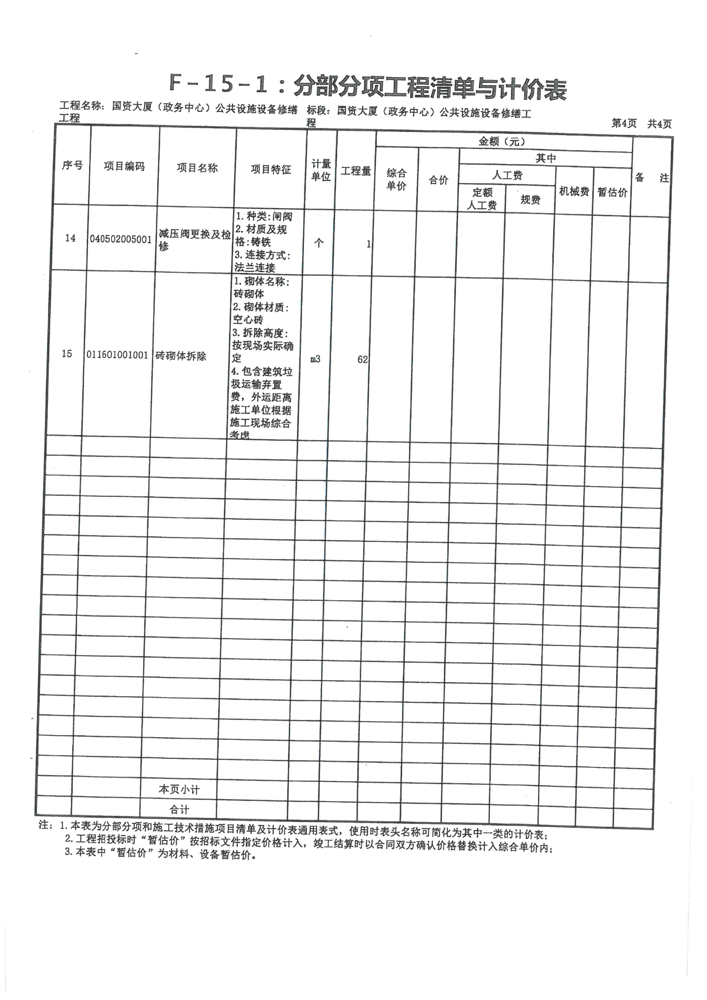 F-15-1：分部分项工程清单与计价表
工程名称：国资大厦（政务中心）公共设施设备修缮
工程
标段：国资大厦（政务中心）公共设施设备修缮工
程
第4页 共4页
序号
项目编码
项目名称
项目特征
计量
单位
工程量
金额（元）
综合
单价
合价
其中
人工费
定额
人工费
规费
机械费
暂估价
备 注
14
040502005001
减压阀更换及检
修
1.种类:闸阀
2.材质及规
格:铸铁
3.连接方式:
法兰连接
个
1
15
011601001001
砖砌体拆除
1.砌体名称:
砖砌体
2.砌体材质:
空心砖
3.拆除高度:
按现场实际确
定
4.包含建筑垃
圾运输弃置
费，外运距离
施工单位根据
施工现场综合
考虑
m3
62
本页小计
合计
注：1.本表为分部分项和施工技术措施项目清单及计价表通用表式，使用时表头名称可简化为其中一类的计价表；
2.工程招投标时“暂估价”按招标文件指定价格计入，竣工结算时以合同双方确认价格替换计入综合单价内；
3.本表中“暂估价”为材料、设备暂估价。